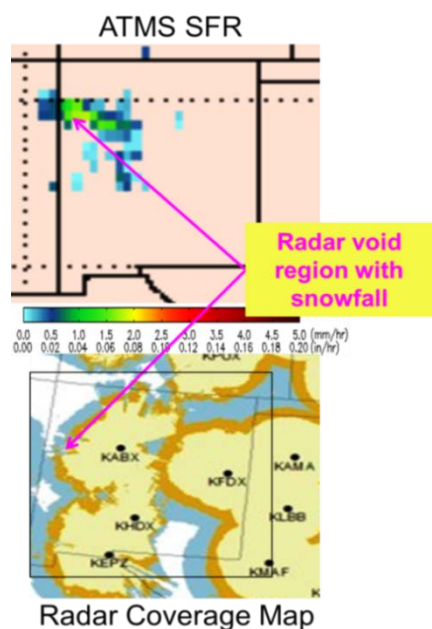 ATMS SFR
Radar void
region with
snowfall
0.0 0.5 1.0 1.5 2.0 2.5 3.0 3.5 4.0 4.5 5.0 (mm/hr)
0.00 0.02 0.04 0.06 0.08 0.10 0.12 0.14 0.16 0.18 0.20 (in/hr)
KPUX
KABX
KFDX
KAMA
KHDX
KLBB
KEPZ
KMAF
Radar Coverage Map